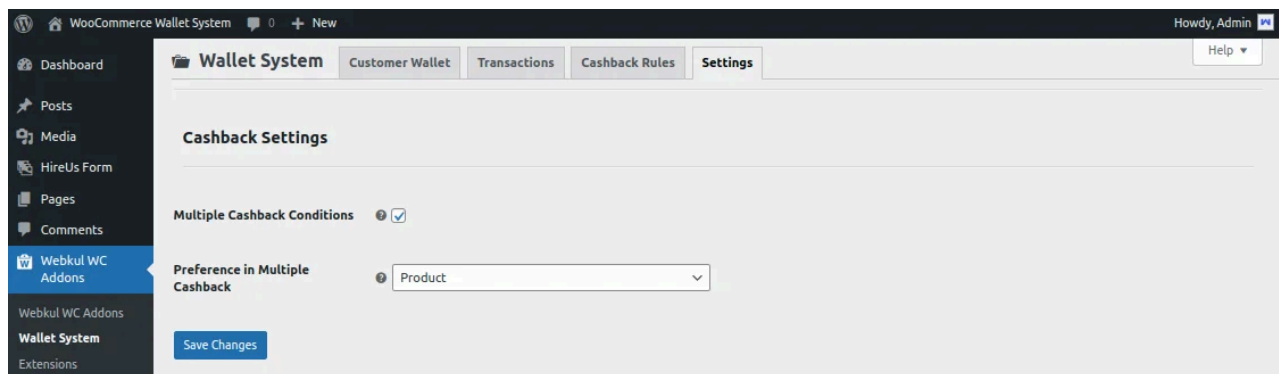 WooCommerce Wallet System 0 New Howdy, Admin
Help
Wallet System Customer Wallet Transactions Cashback Rules Settings
Dashboard
Posts
Media
HireUs Form
Pages
Comments
Webkul WC
Addons
Webkul WC Addons
Wallet System
Extensions
Cashback Settings
Multiple Cashback Conditions
Preference in Multiple
Cashback
Product
Save Changes